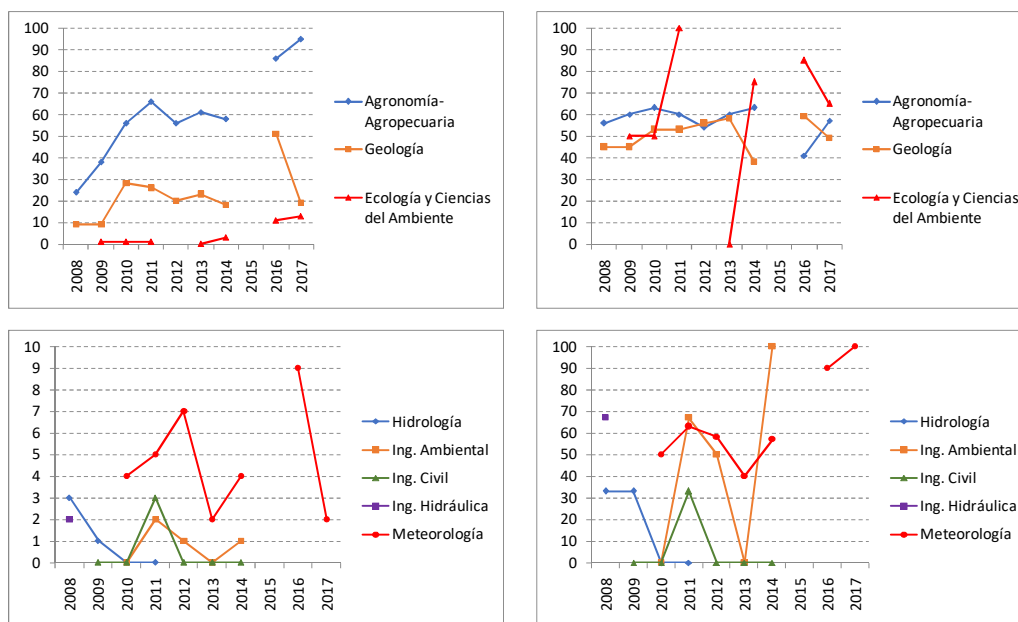 100
90
80
70
60
50
40
30
20
10
0
2008 2009 2010 2011 2012 2013 2014 2015 2016 2017
Agronomía-
Agropecuaria
Geología
Ecología y Ciencias
del Ambiente
100
90
80
70
60
50
40
30
20
10
0
2008 2009 2010 2011 2012 2013 2014 2015 2016 2017
Agronomía-
Agropecuaria
Geología
Ecología y Ciencias
del Ambiente
10
9
8
7
6
5
4
3
2
1
0
2008 2009 2010 2011 2012 2013 2014 2015 2016 2017
Hidrología
Ing. Ambiental
Ing. Civil
Ing. Hidráulica
Meteorología
100
90
80
70
60
50
40
30
20
10
0
2008 2009 2010 2011 2012 2013 2014 2015 2016 2017
Hidrología
Ing. Ambiental
Ing. Civil
Ing. Hidráulica
Meteorología